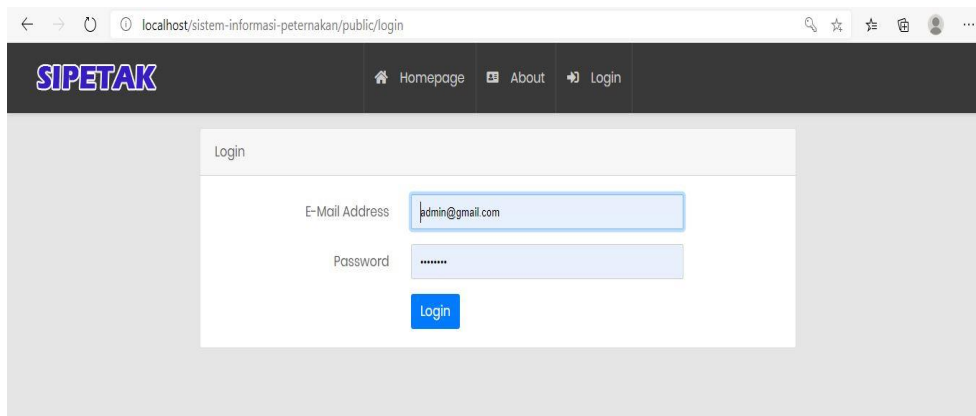 localhost/sistem-informasi-peternakan/public/login
SIPETAK Homepage About Login
Login
E-Mail Address admin@gmail.com
Password ••••••••
Login